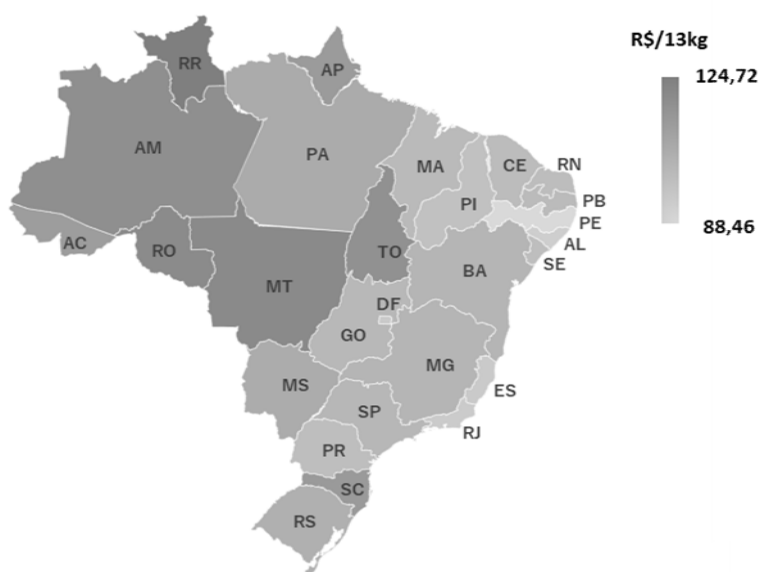 R$/13kg
124,72
88,46
RR
AP
AM
PA
MA
CE
RN
PB
PI
PE
AL
SE
AC
RO
TO
BA
MT
DF
GO
MG
MS
ES
SP
RJ
PR
SC
RS